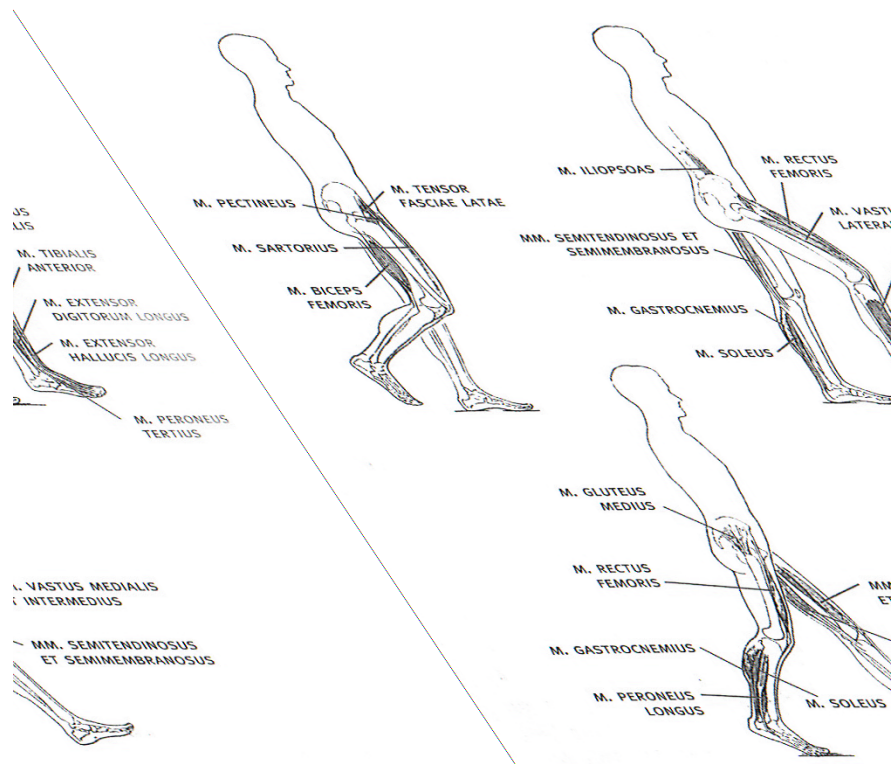 US
LIS
M. TIBIALIS
ANTERIOR
M. EXTENSOR
DIGITORUM LONGUS
M. EXTENSOR
HALLUCIS LONGUS
M. PERONEUS
TERTIUS
M. PECTINEUS
M. TENSOR
FASCIAE LATAE
M. SARTORIUS
M. BICEPS
FEMORIS
M. ILIOPSOAS
M. RECTUS
FEMORIS
M. VAST
LATERA
MM. SEMITENDINOSUS ET
SEMIMEMBRANOSUS
M. GASTROCNEMIUS
M. SOLEUS
. VASTUS MEDIALIS
INTERMEDIUS
MM. SEMITENDINOSUS
ET SEMIMEMBRANOSUS
M. GLUTEUS
MEDIUS
M. RECTUS
FEMORIS
MM
ET
M. GASTROCNEMIUS
M. PERONEUS
LONGUS
M. SOLEUS